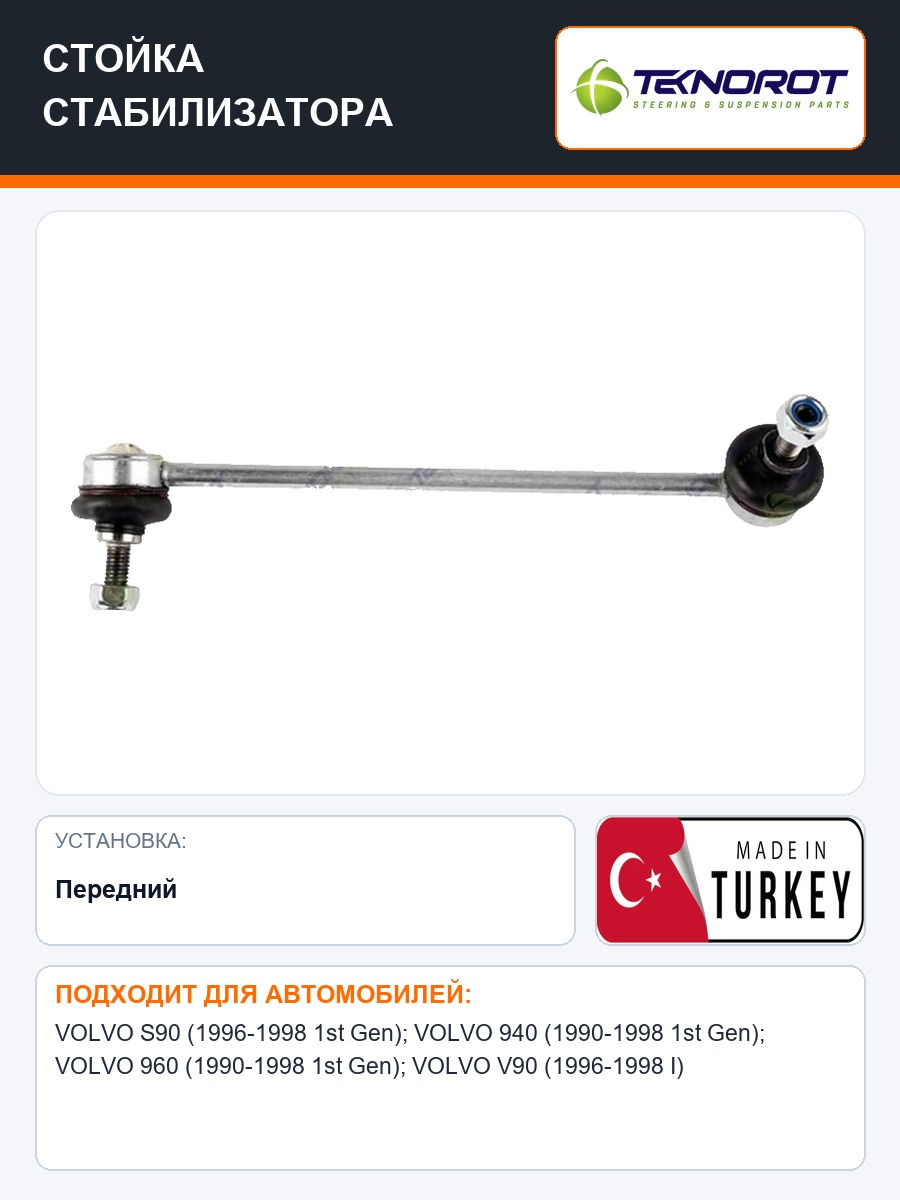 СТОЙКА
СТАБИЛИЗАТОРА
TEKNOROT
STEERING & SUSPENSION PARTS
УСТАНОВКА:
Передний
MADE IN
TURKEY
ПОДХОДИТ ДЛЯ АВТОМОБИЛЕЙ:
VOLVO S90 (1996-1998 1st Gen); VOLVO 940 (1990-1998 1st Gen);
VOLVO 960 (1990-1998 1st Gen); VOLVO V90 (1996-1998 I)